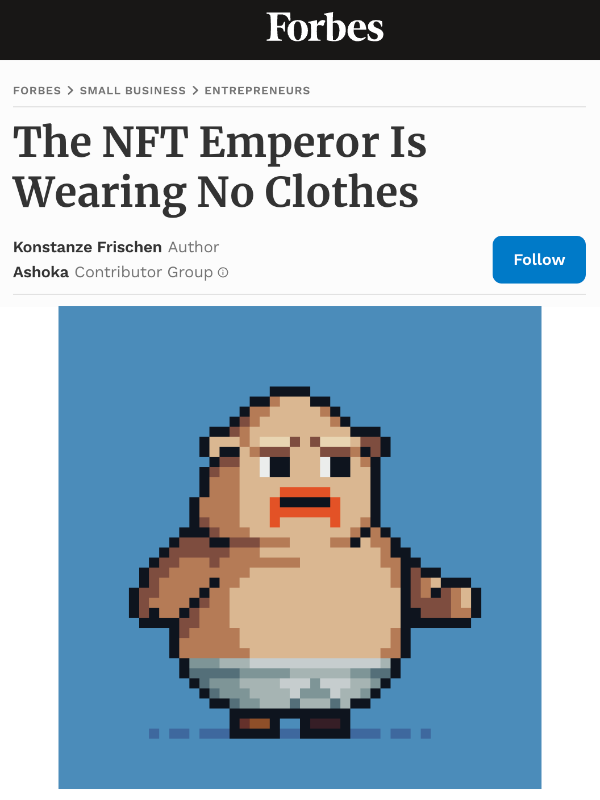 Forbes
FORBES > SMALL BUSINESS > ENTREPRENEURS
The NFT Emperor Is
Wearing No Clothes
Konstanze Frischen Author
Ashoka Contributor Group
Follow